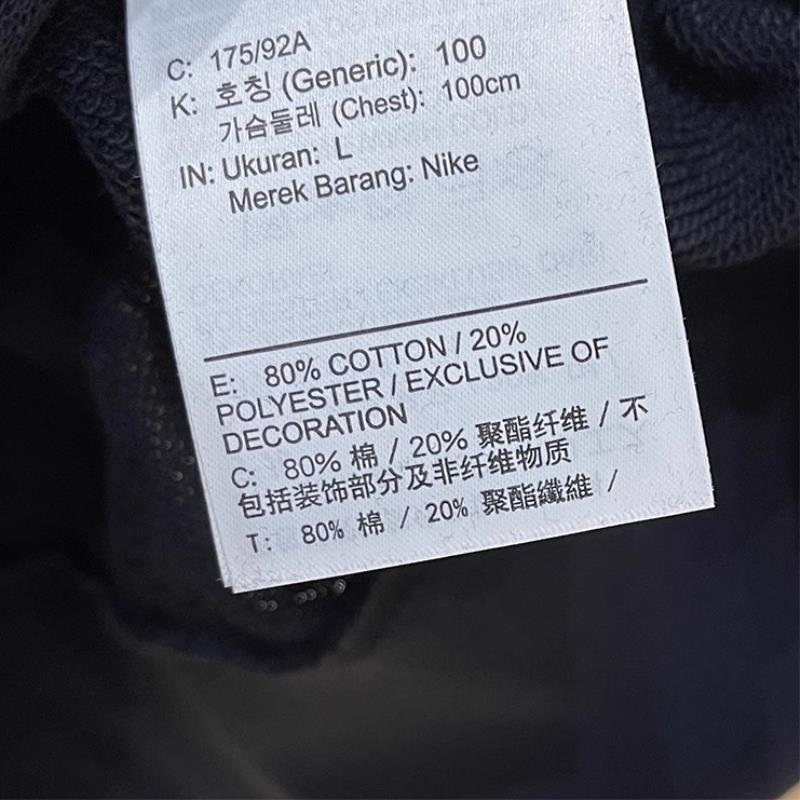 C: 175/92A
K: 호칭 (Generic): 100
가슴둘레 (Chest): 100cm
IN: Ukuran: L
Merek Barang: Nike
E: 80% COTTON / 20%
POLYESTER / EXCLUSIVE OF
DECORATION
C: 80% 棉 / 20% 聚酯纤维 / 不
包括装饰部分及非纤维物质
T: 80% 棉 / 20% 聚酯纖維 /